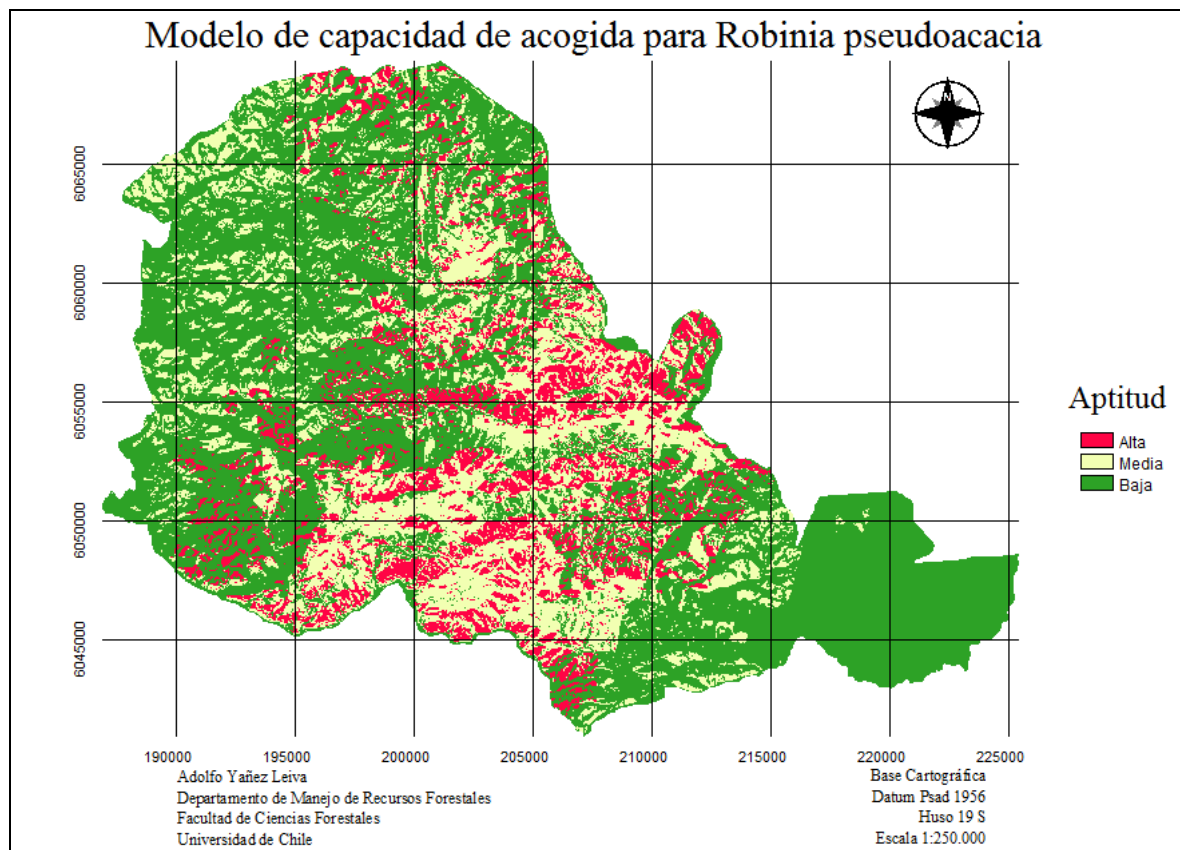 Modelo de capacidad de acogida para Robinia pseudoacacia
N
6065000
6060000
6055000
6050000
6045000
Aptitud
Alta
Media
Baja
190000 195000 200000 205000 210000 215000 220000 225000
Adolfo Yañez Leiva
Departamento de Manejo de Recursos Forestales
Facultad de Ciencias Forestales
Universidad de Chile
Base Cartográfica
Datum Psad 1956
Huso 19 S
Escala 1:250.000